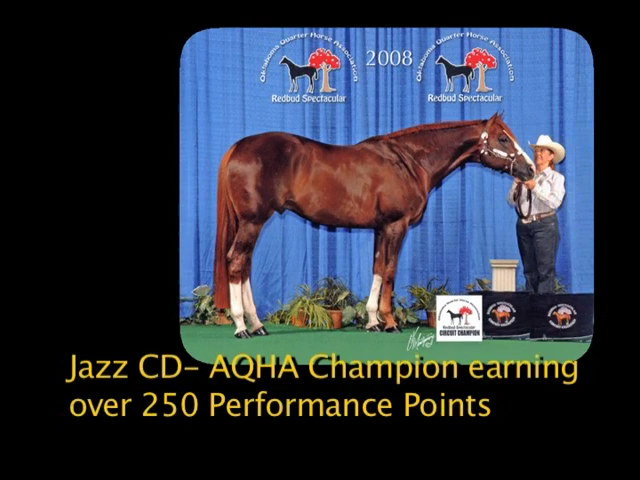 Oklahoma Quarter Horse Association
Redbud Spectacular
2008
Oklahoma Quarter Horse Association
Redbud Spectacular
Redbud Spectacular
CIRCUIT CHAMPION
Jazz CD- AQHA Champion earning
over 250 Performance Points